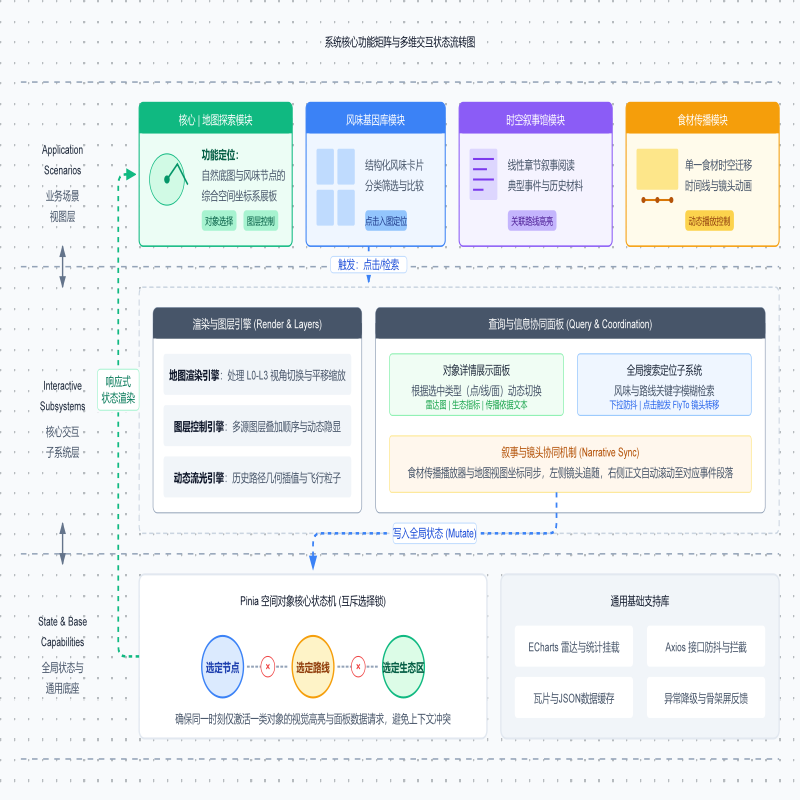 系统核心功能矩阵与多维交互状态流转图
Application
Scenarios
业务场景
视图层
核心 | 地图探索模块
功能定位:
自然底图与风味节点的
综合空间坐标系展板
对象选择
图层控制
风味基因库模块
结构化风味卡片
分类筛选与比较
点击入图定位
时空叙事馆模块
线性章节叙事阅读
典型事件与历史材料
关联路线高亮
食材传播模块
单一食材时空迁移
时间线与镜头动画
动态播放控制
触发：点击/检索
Interactive
Subsystems
核心交互
子系统层
响应式
状态渲染
渲染与图层引擎 (Render & Layers)
地图渲染引擎：处理 L0-L3 视角切换与平移缩放
图层控制引擎：多源图层叠加顺序与动态隐显
动态流光引擎：历史路径几何插值与飞行粒子
查询与信息协同面板 (Query & Coordination)
对象详情展示面板
根据选中类型（点/线/面）动态切换
雷达图 | 生态指标 | 传播依据文本
全局搜索定位子系统
风味与路线关键字模糊检索
下拉防抖 | 点击触发 FlyTo 镜头转移
叙事与镜头协同机制 (Narrative Sync)
食材传播播放器与地图视图坐标同步，左侧镜头追随，右侧正文自动滚动至对应事件段落
写入全局状态 (Mutate)
State & Base
Capabilities
全局状态与
通用底座
Pinia 空间对象核心状态机 (互斥选择锁)
选定节点
x
选定路线
x
选定生态区
确保同一时刻仅激活一类对象的视觉高亮与面板数据请求，避免上下文冲突
通用基础支持库
ECharts 雷达与统计挂载
Axios 接口防抖与拦截
瓦片与JSON数据缓存
异常降级与骨架屏反馈